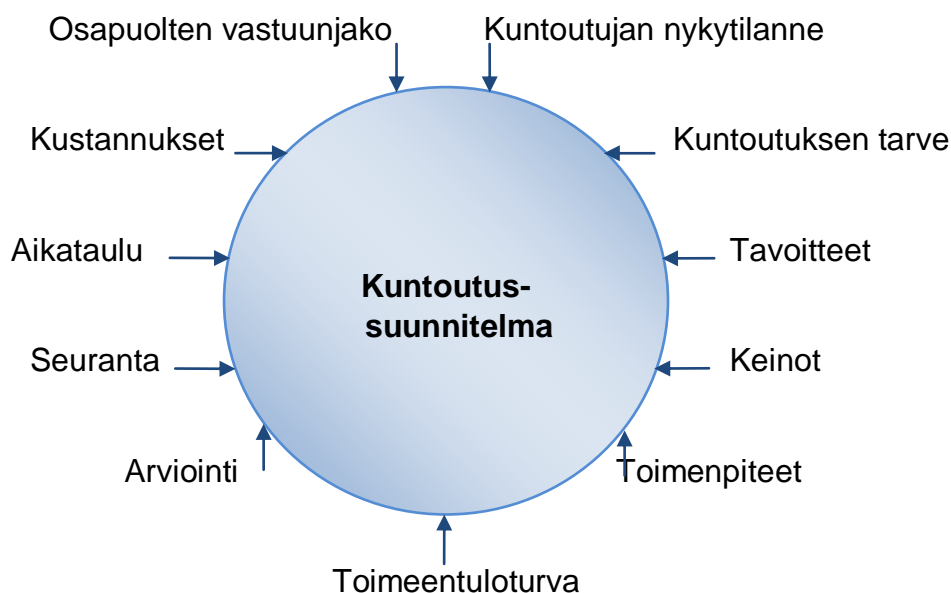 Osapuolten vastuunjako
Kuntoutujan nykytilanne
Kustannukset
Kuntoutuksen tarve
Aikataulu
Tavoitteet
Kuntoutus-
suunnitelma
Seuranta
Keinot
Arviointi
Toimenpiteet
Toimeentuloturva